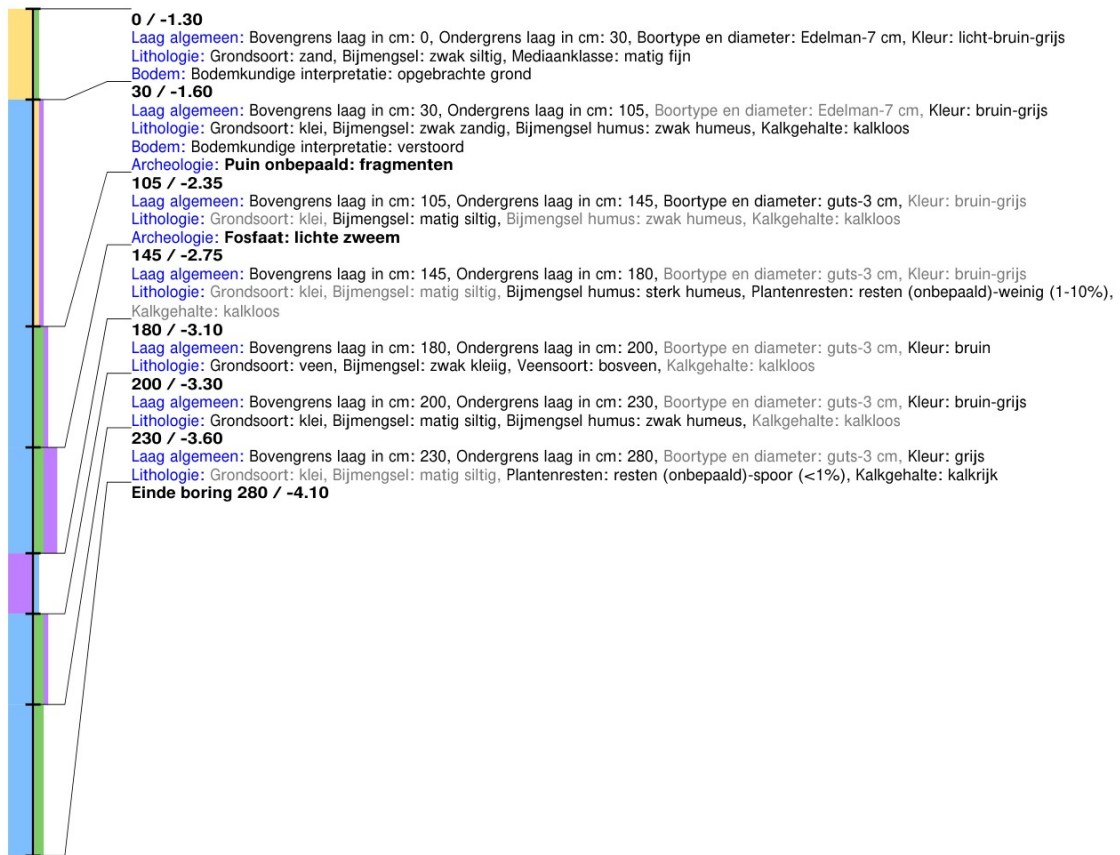 0 / -1.30
Laag algemeen: Bovengrens laag in cm: 0, Ondergrens laag in cm: 30, Boortype en diameter: Edelman-7 cm, Kleur: licht-bruin-grijs
Lithologie: Grondsoort: zand, Bijmengsel: zwak siltig, Mediaanklasse: matig fijn
Bodem: Bodemkundige interpretatie: opgebrachte grond
30 / -1.60
Laag algemeen: Bovengrens laag in cm: 30, Ondergrens laag in cm: 105, Boortype en diameter: Edelman-7 cm, Kleur: bruin-grijs
Lithologie: Grondsoort: klei, Bijmengsel: zwak zandig, Bijmengsel humus: zwak humeus, Kalkgehalte: kalkloos
Bodem: Bodemkundige interpretatie: verstoord
Archeologie: Puin onbepaald: fragmenten
105 / -2.35
Laag algemeen: Bovengrens laag in cm: 105, Ondergrens laag in cm: 145, Boortype en diameter: guts-3 cm, Kleur: bruin-grijs
Lithologie: Grondsoort: klei, Bijmengsel: matig siltig, Bijmengsel humus: zwak humeus, Kalkgehalte: kalkloos
Archeologie: Fosfaat: lichte zweem
145 / -2.75
Laag algemeen: Bovengrens laag in cm: 145, Ondergrens laag in cm: 180, Boortype en diameter: guts-3 cm, Kleur: bruin-grijs
Lithologie: Grondsoort: klei, Bijmengsel: matig siltig, Bijmengsel humus: sterk humeus, Plantenresten: resten (onbepaald)-weinig (1-10%),
Kalkgehalte: kalkloos
180 / -3.10
Laag algemeen: Bovengrens laag in cm: 180, Ondergrens laag in cm: 200, Boortype en diameter: guts-3 cm, Kleur: bruin
Lithologie: Grondsoort: veen, Bijmengsel: zwak kleiig, Veensoort: bosveen, Kalkgehalte: kalkloos
200 / -3.30
Laag algemeen: Bovengrens laag in cm: 200, Ondergrens laag in cm: 230, Boortype en diameter: guts-3 cm, Kleur: bruin-grijs
Lithologie: Grondsoort: klei, Bijmengsel: matig siltig, Bijmengsel humus: zwak humeus, Kalkgehalte: kalkloos
230 / -3.60
Laag algemeen: Bovengrens laag in cm: 230, Ondergrens laag in cm: 280, Boortype en diameter: guts-3 cm, Kleur: grijs
Lithologie: Grondsoort: klei, Bijmengsel: matig siltig, Plantenresten: resten (onbepaald)-spoor (<1%), Kalkgehalte: kalkrijk
Einde boring 280 / -4.10